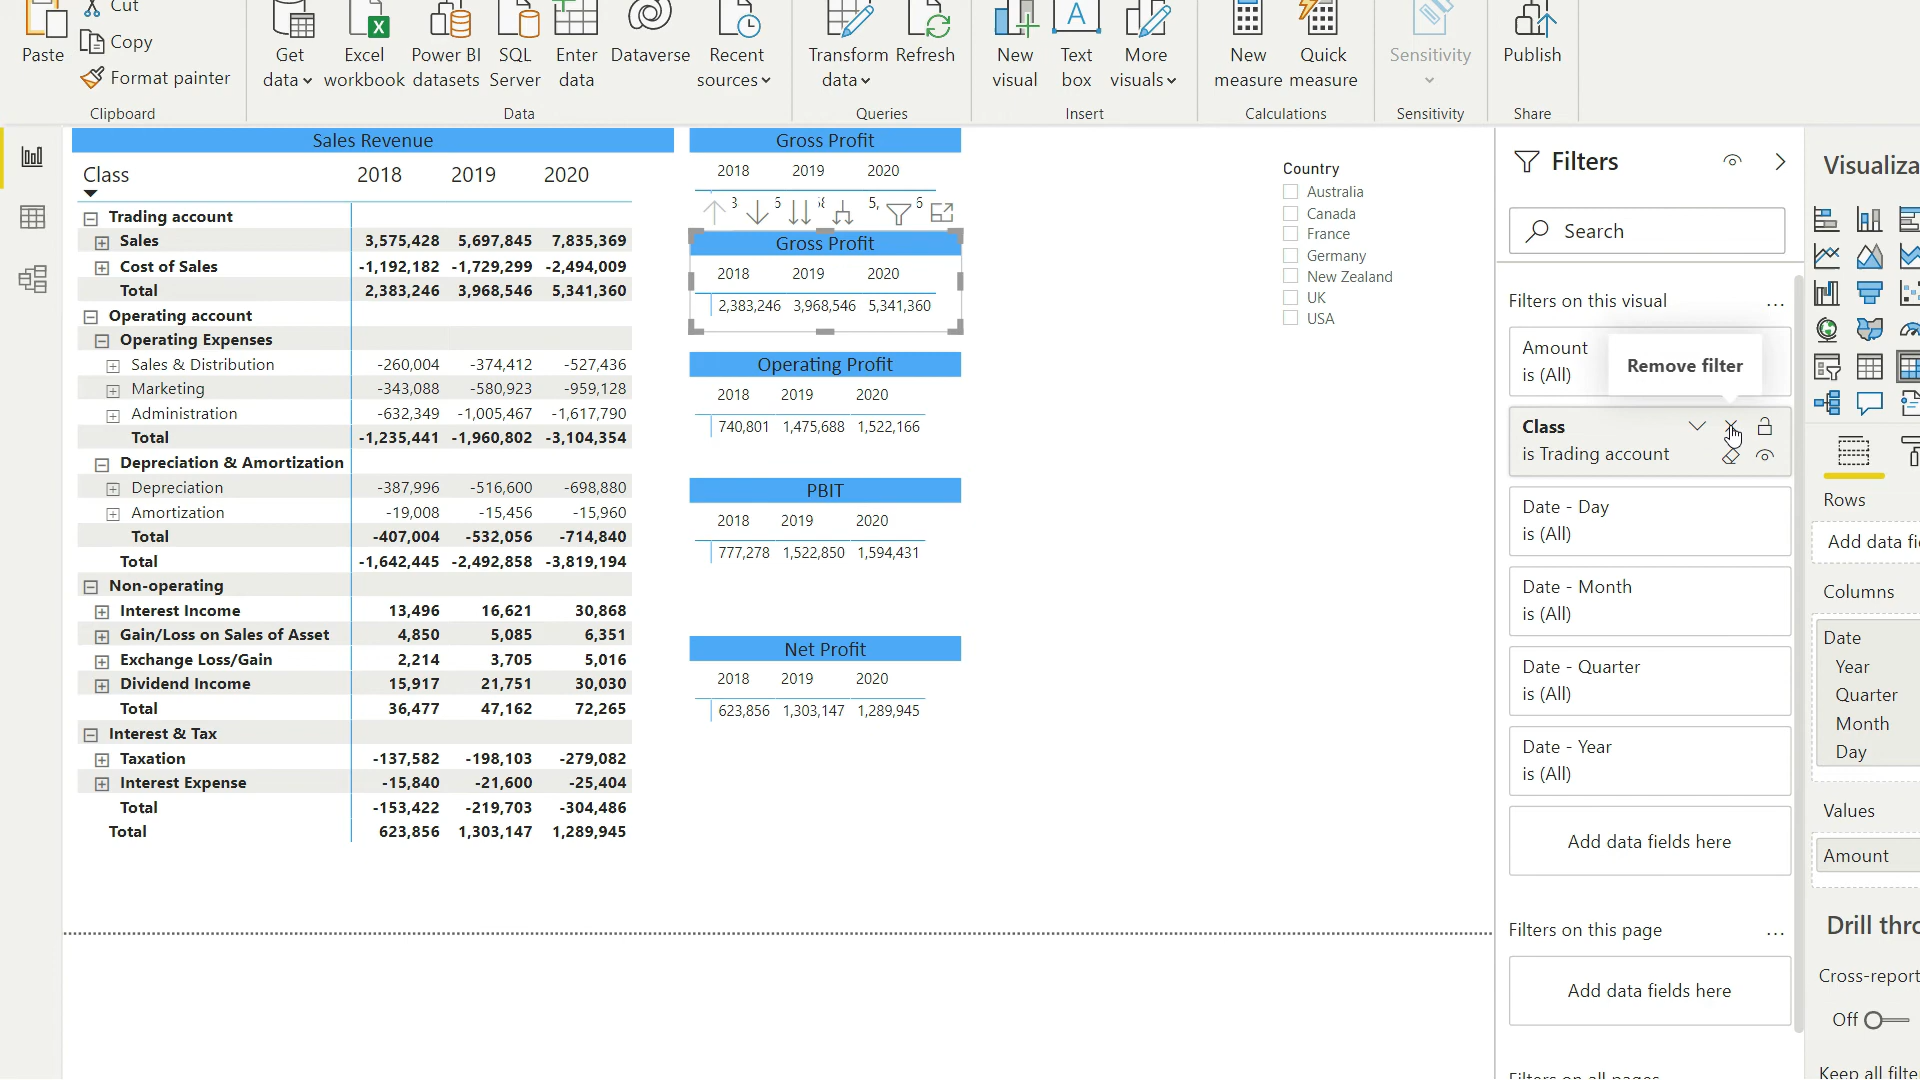 Cut
Paste
Copy
Format painter
Clipboard
Get data
Excel workbook
Power BI datasets
SQL Server
Enter data
Dataverse
Recent sources
Data
Transform data
Refresh
Queries
New visual
A
Text box
More visuals
Insert
New measure
Quick measure
Calculations
Sensitivity
Sensitivity
Publish
Share
Sales Revenue
Class 2018 2019 2020
Trading account
Sales 3,575,428 5,697,845 7,835,369
Cost of Sales -1,192,182 -1,729,299 -2,494,009
Total 2,383,246 3,968,546 5,341,360
Operating account
Operating Expenses
Sales & Distribution -260,004 -374,412 -527,436
Marketing -343,088 -580,923 -959,128
Administration -632,349 -1,005,467 -1,617,790
Total -1,235,441 -1,960,802 -3,104,354
Depreciation & Amortization
Depreciation -387,996 -516,600 -698,880
Amortization -19,008 -15,456 -15,960
Total -407,004 -532,056 -714,840
Total -1,642,445 -2,492,858 -3,819,194
Non-operating
Interest Income 13,496 16,621 30,868
Gain/Loss on Sales of Asset 4,850 5,085 6,351
Exchange Loss/Gain 2,214 3,705 5,016
Dividend Income 15,917 21,751 30,030
Total 36,477 47,162 72,265
Interest & Tax
Taxation -137,582 -198,103 -279,082
Interest Expense -15,840 -21,600 -25,404
Total -153,422 -219,703 -304,486
Total 623,856 1,303,147 1,289,945
Gross Profit
2018 2019 2020
Gross Profit
2018 2019 2020
2,383,246 3,968,546 5,341,360
Operating Profit
2018 2019 2020
740,801 1,475,688 1,522,166
PBIT
2018 2019 2020
777,278 1,522,850 1,594,431
Net Profit
2018 2019 2020
623,856 1,303,147 1,289,945
Country
Australia
Canada
France
Germany
New Zealand
UK
USA
Filters
Search
Filters on this visual ...
Amount
is (All)
Remove filter
Class
is Trading account
Date - Day
is (All)
Date - Month
is (All)
Date - Quarter
is (All)
Date - Year
is (All)
Add data fields here
Filters on this page ...
Add data fields here
Visualiza
Rows
Add data fie
Columns
Date
Year
Quarter
Month
Day
Values
Amount
Drill thro
Cross-report
Off
Keep all filte